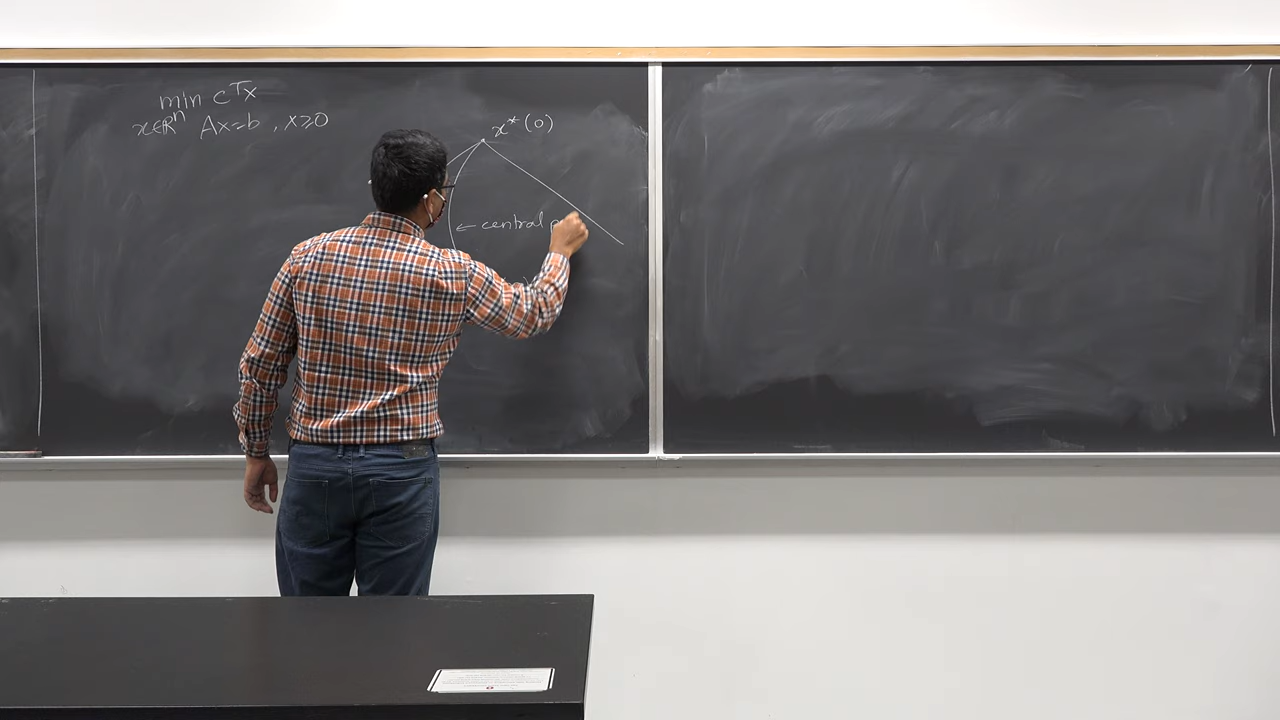 min cᵀx
x∈ℝⁿ Ax=b , x≥0
x*(0)
← central